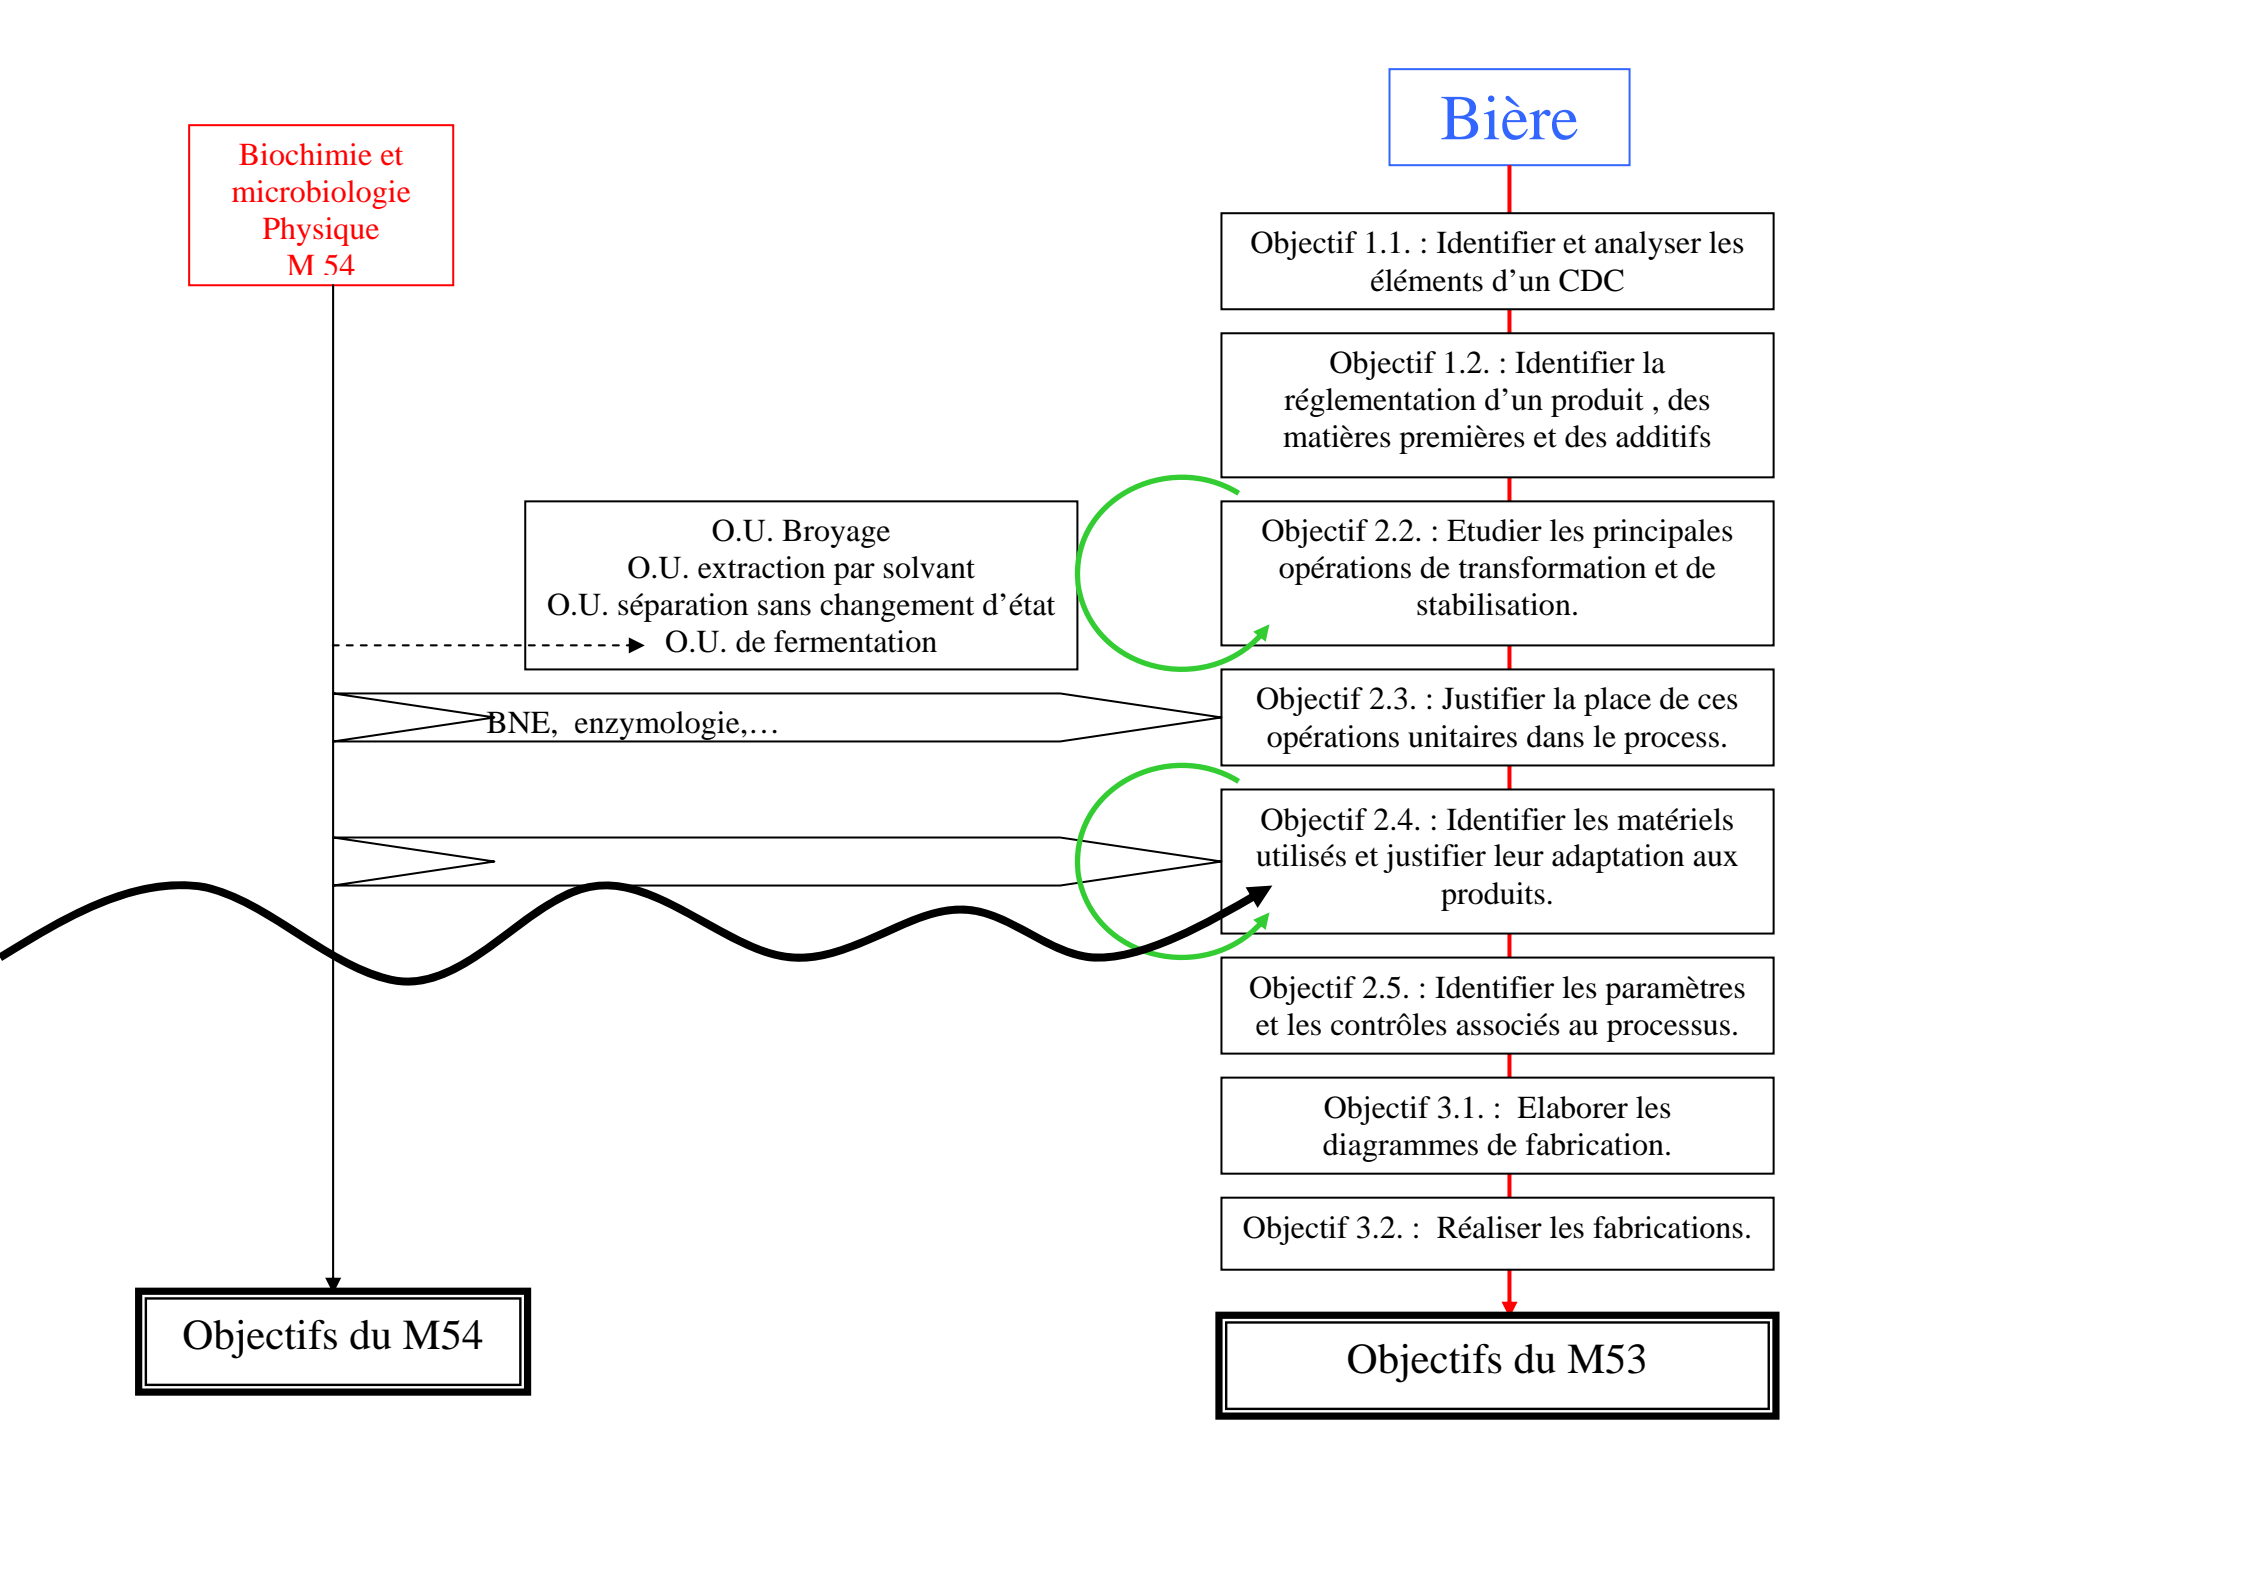 Bière
Biochimie et
microbiologie
Physique
M 54
Objectif 1.1. : Identifier et analyser les
éléments d’un CDC
Objectif 1.2. : Identifier la
réglementation d’un produit , des
matières premières et des additifs
O.U. Broyage
O.U. extraction par solvant
O.U. séparation sans changement d’état
O.U. de fermentation
Objectif 2.2. : Etudier les principales
opérations de transformation et de
stabilisation.
BNE,  enzymologie,…
Objectif 2.3. : Justifier la place de ces
opérations unitaires dans le process.
Objectif 2.4. : Identifier les matériels
utilisés et justifier leur adaptation aux
produits.
Objectif 2.5. : Identifier les paramètres
et les contrôles associés au processus.
Objectif 3.1. :  Elaborer les
diagrammes de fabrication.
Objectif 3.2. :  Réaliser les fabrications.
Objectifs du M54
Objectifs du M53